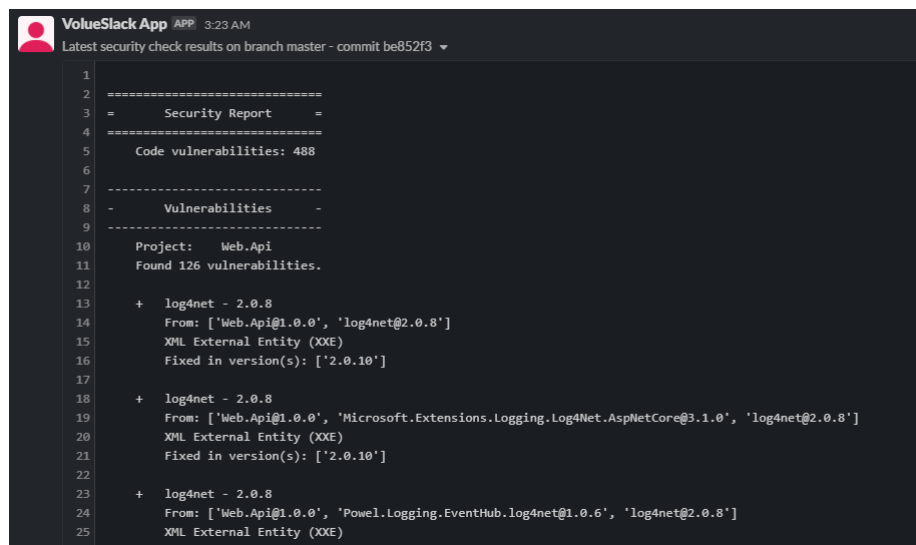 VolueSlack App APP 3:23 AM
Latest security check results on branch master - commit be852f3
1
2 ==============================
3 =       Security Report      =
4 ==============================
5     Code vulnerabilities: 488
6
7 ------------------------------
8 -       Vulnerabilities      -
9 ------------------------------
10     Project:    Web.Api
11     Found 126 vulnerabilities.
12
13     +   log4net - 2.0.8
14         From: ['Web.Api@1.0.0', 'log4net@2.0.8']
15         XML External Entity (XXE)
16         Fixed in version(s): ['2.0.10']
17
18     +   log4net - 2.0.8
19         From: ['Web.Api@1.0.0', 'Microsoft.Extensions.Logging.Log4Net.AspNetCore@3.1.0', 'log4net@2.0.8']
20         XML External Entity (XXE)
21         Fixed in version(s): ['2.0.10']
22
23     +   log4net - 2.0.8
24         From: ['Web.Api@1.0.0', 'Powel.Logging.EventHub.log4net@1.0.6', 'log4net@2.0.8']
25         XML External Entity (XXE)